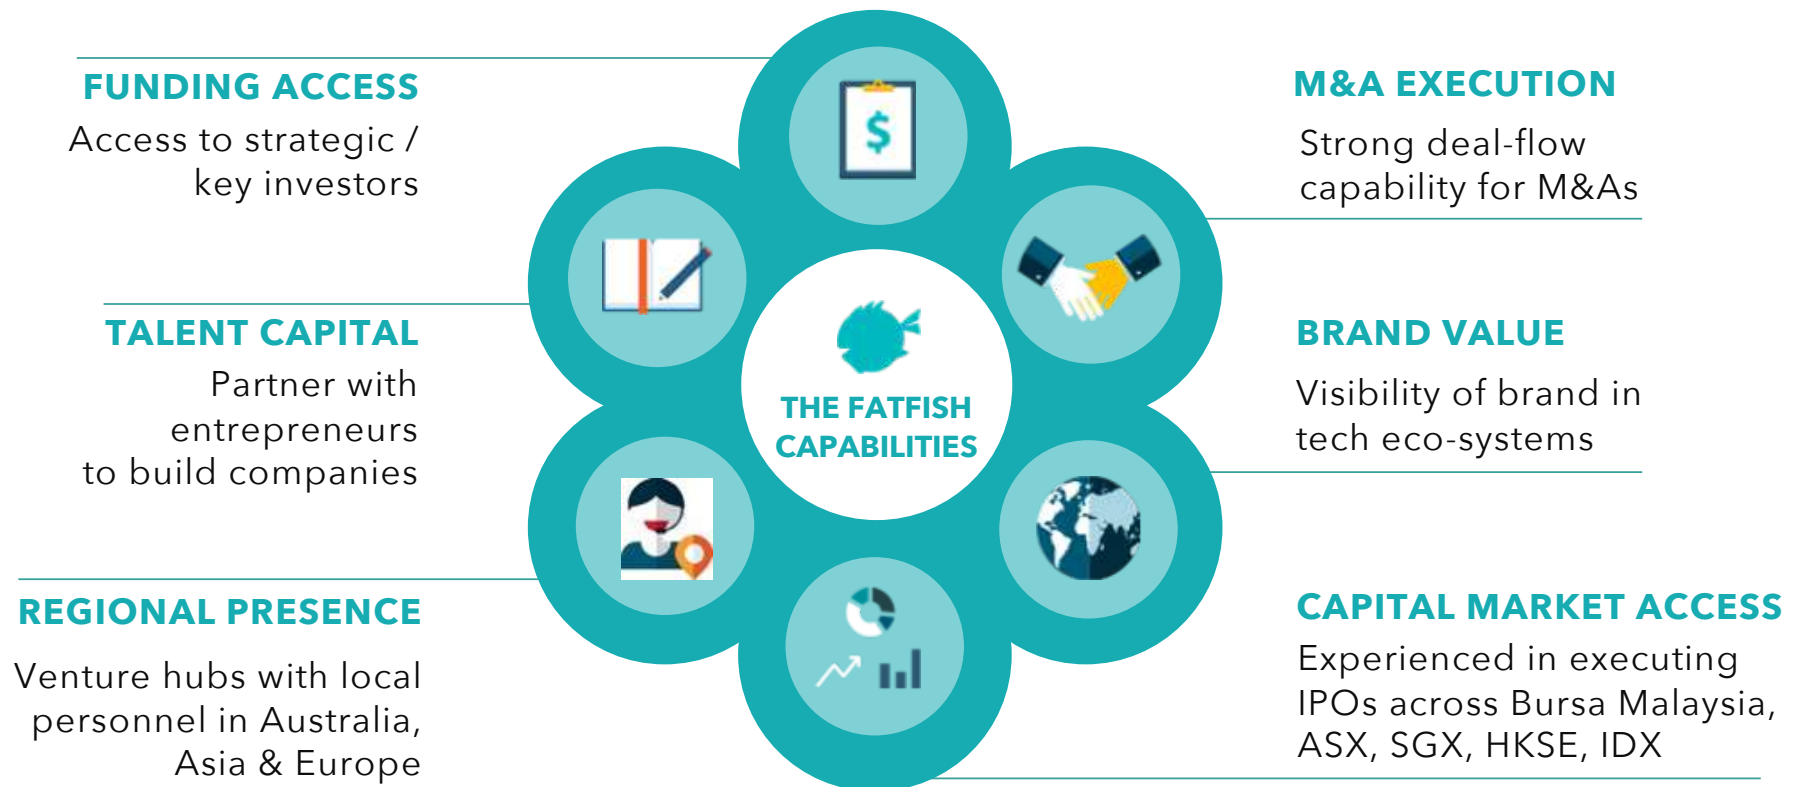 FUNDING ACCESS
Access to strategic /
key investors
TALENT CAPITAL
Partner with
entrepreneurs
to build companies
REGIONAL PRESENCE
Venture hubs with local
personnel in Australia,
Asia & Europe
$
THE FATFISH
CAPABILITIES
M&A EXECUTION
Strong deal-flow
capability for M&As
BRAND VALUE
Visibility of brand in
tech eco-systems
CAPITAL MARKET ACCESS
Experienced in executing
IPOs across Bursa Malaysia,
ASX, SGX, HKSE, IDX